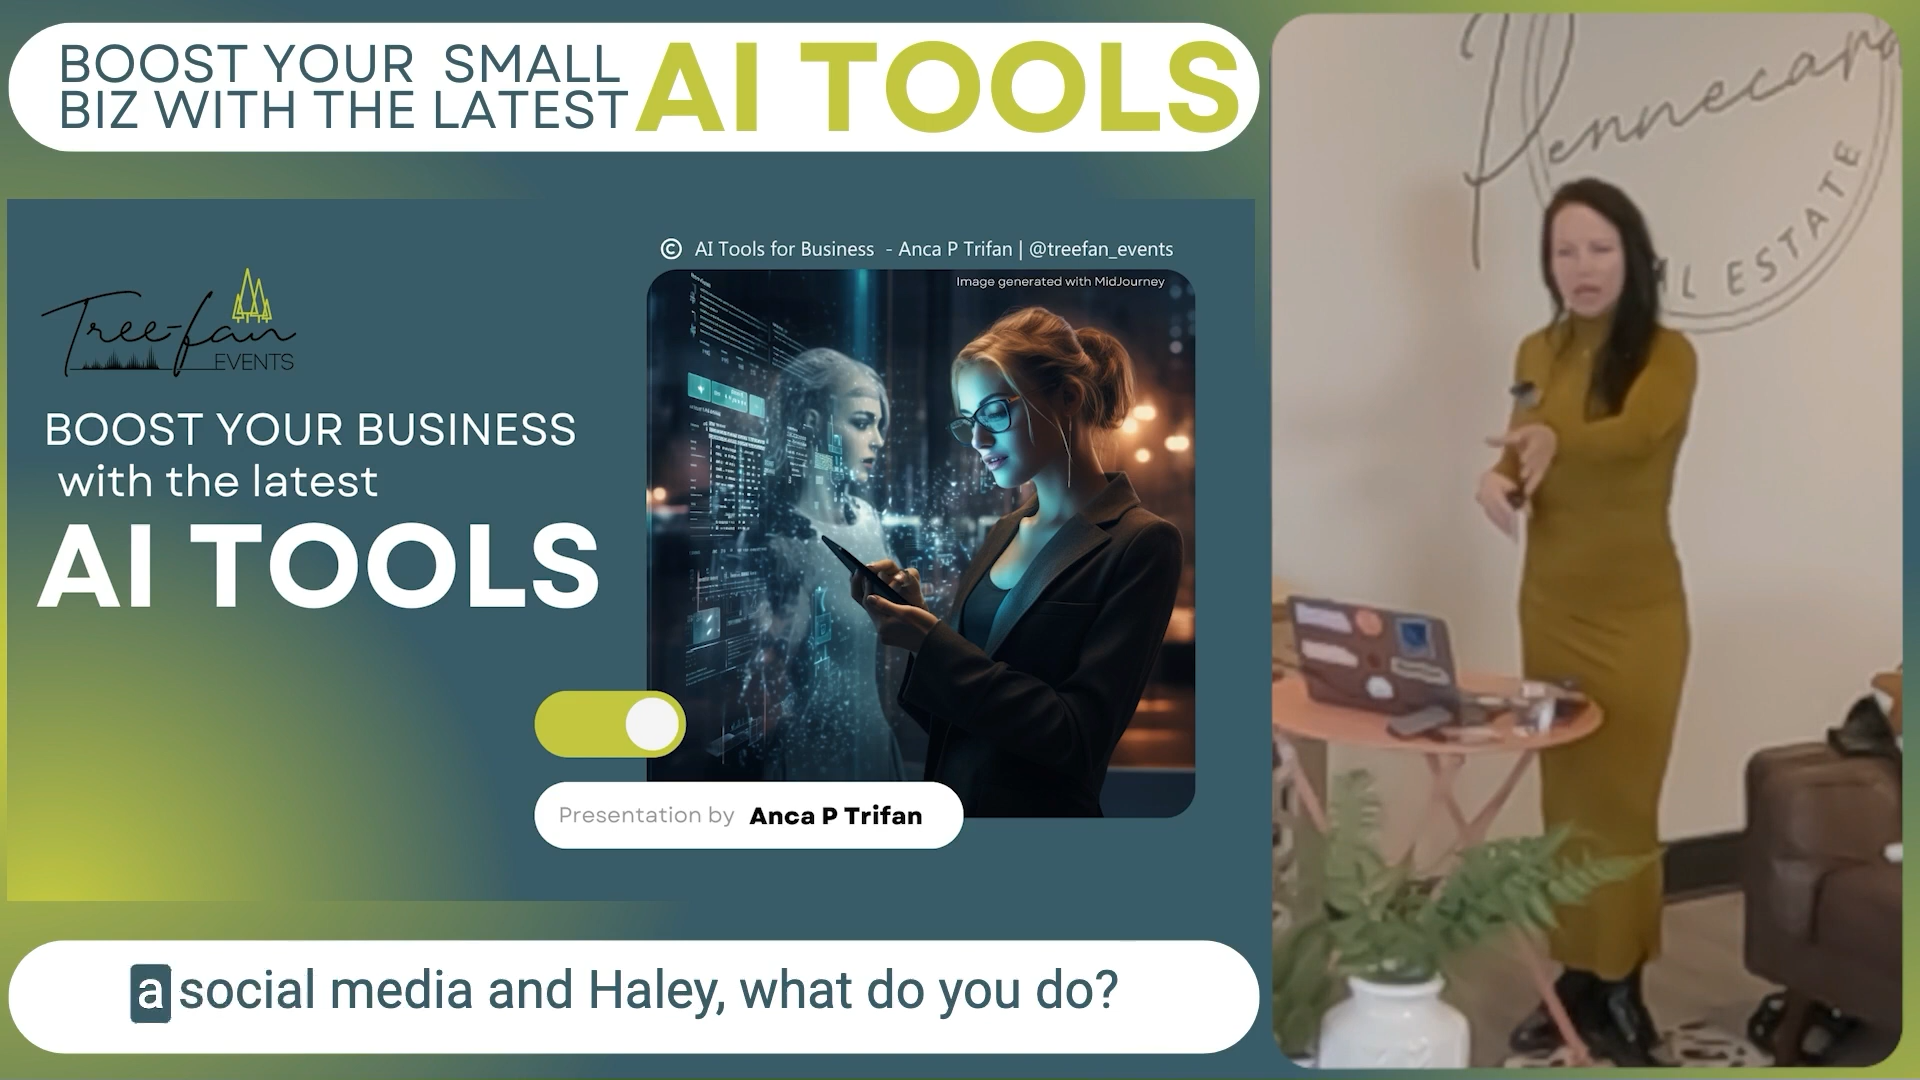 BOOST YOUR SMALL
BIZ WITH THE LATEST
AI TOOLS
© AI Tools for Business - Anca P Trifan | @treefan_events
Image generated with MidJourney
Tree-fan
EVENTS
BOOST YOUR BUSINESS
with the latest
AI TOOLS
Presentation by Anca P Trifan
a social media and Haley, what do you do?
Pennecard
REAL ESTATE